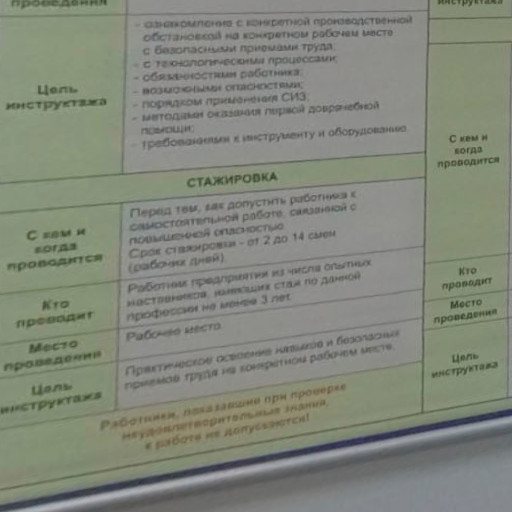 проведения
Цель
инструктажа
- ознакомление с конкретной производственной
обстановкой на конкретном рабочем месте
с безопасными приемами труда;
- с технологическими процессами;
- обязанностями работника;
- возможными опасностями;
- порядком применения СИЗ;
- методами оказания первой доврачебной
помощи;
- требованиями к инструменту и оборудованию
СТАЖИРОВКА
С кем и
когда
проводится
Перед тем, как допустить работника к
самостоятельной работе, связанной с
повышенной опасностью.
Срок стажировки - от 2 до 14 смен
(рабочих дней).
Кто
проводит
Работник предприятия из числа опытных
наставников, имеющих стаж по данной
профессии не менее 3 лет.
Место
проведения
Рабочее место.
Цель
инструктажа
Практическое освоение навыков и безопасных
приемов труда на конкретном рабочем месте.
Работники, показавшие при проверке
неудовлетворительные знания,
к работе не допускаются!
инструктажа
С кем и
когда
проводится
Кто
проводит
Место
проведения
Цель
инструктажа